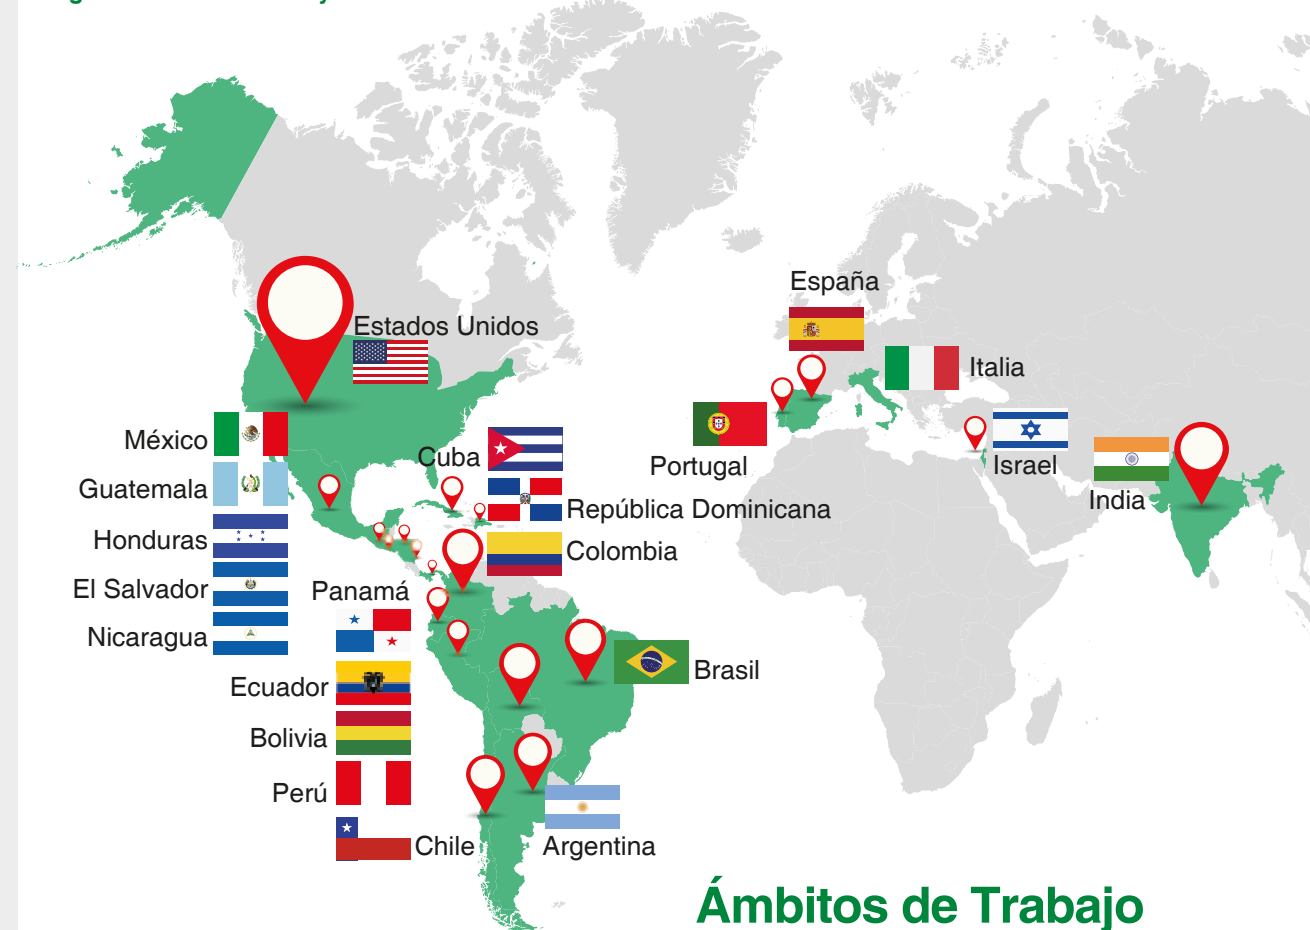 España
Estados Unidos
Italia
México
Cuba
Portugal
Israel
Guatemala
India
República Dominicana
Honduras
Colombia
El Salvador
Panamá
Nicaragua
Brasil
Ecuador
Bolivia
Perú
Chile
Argentina
Ámbitos de Trabajo